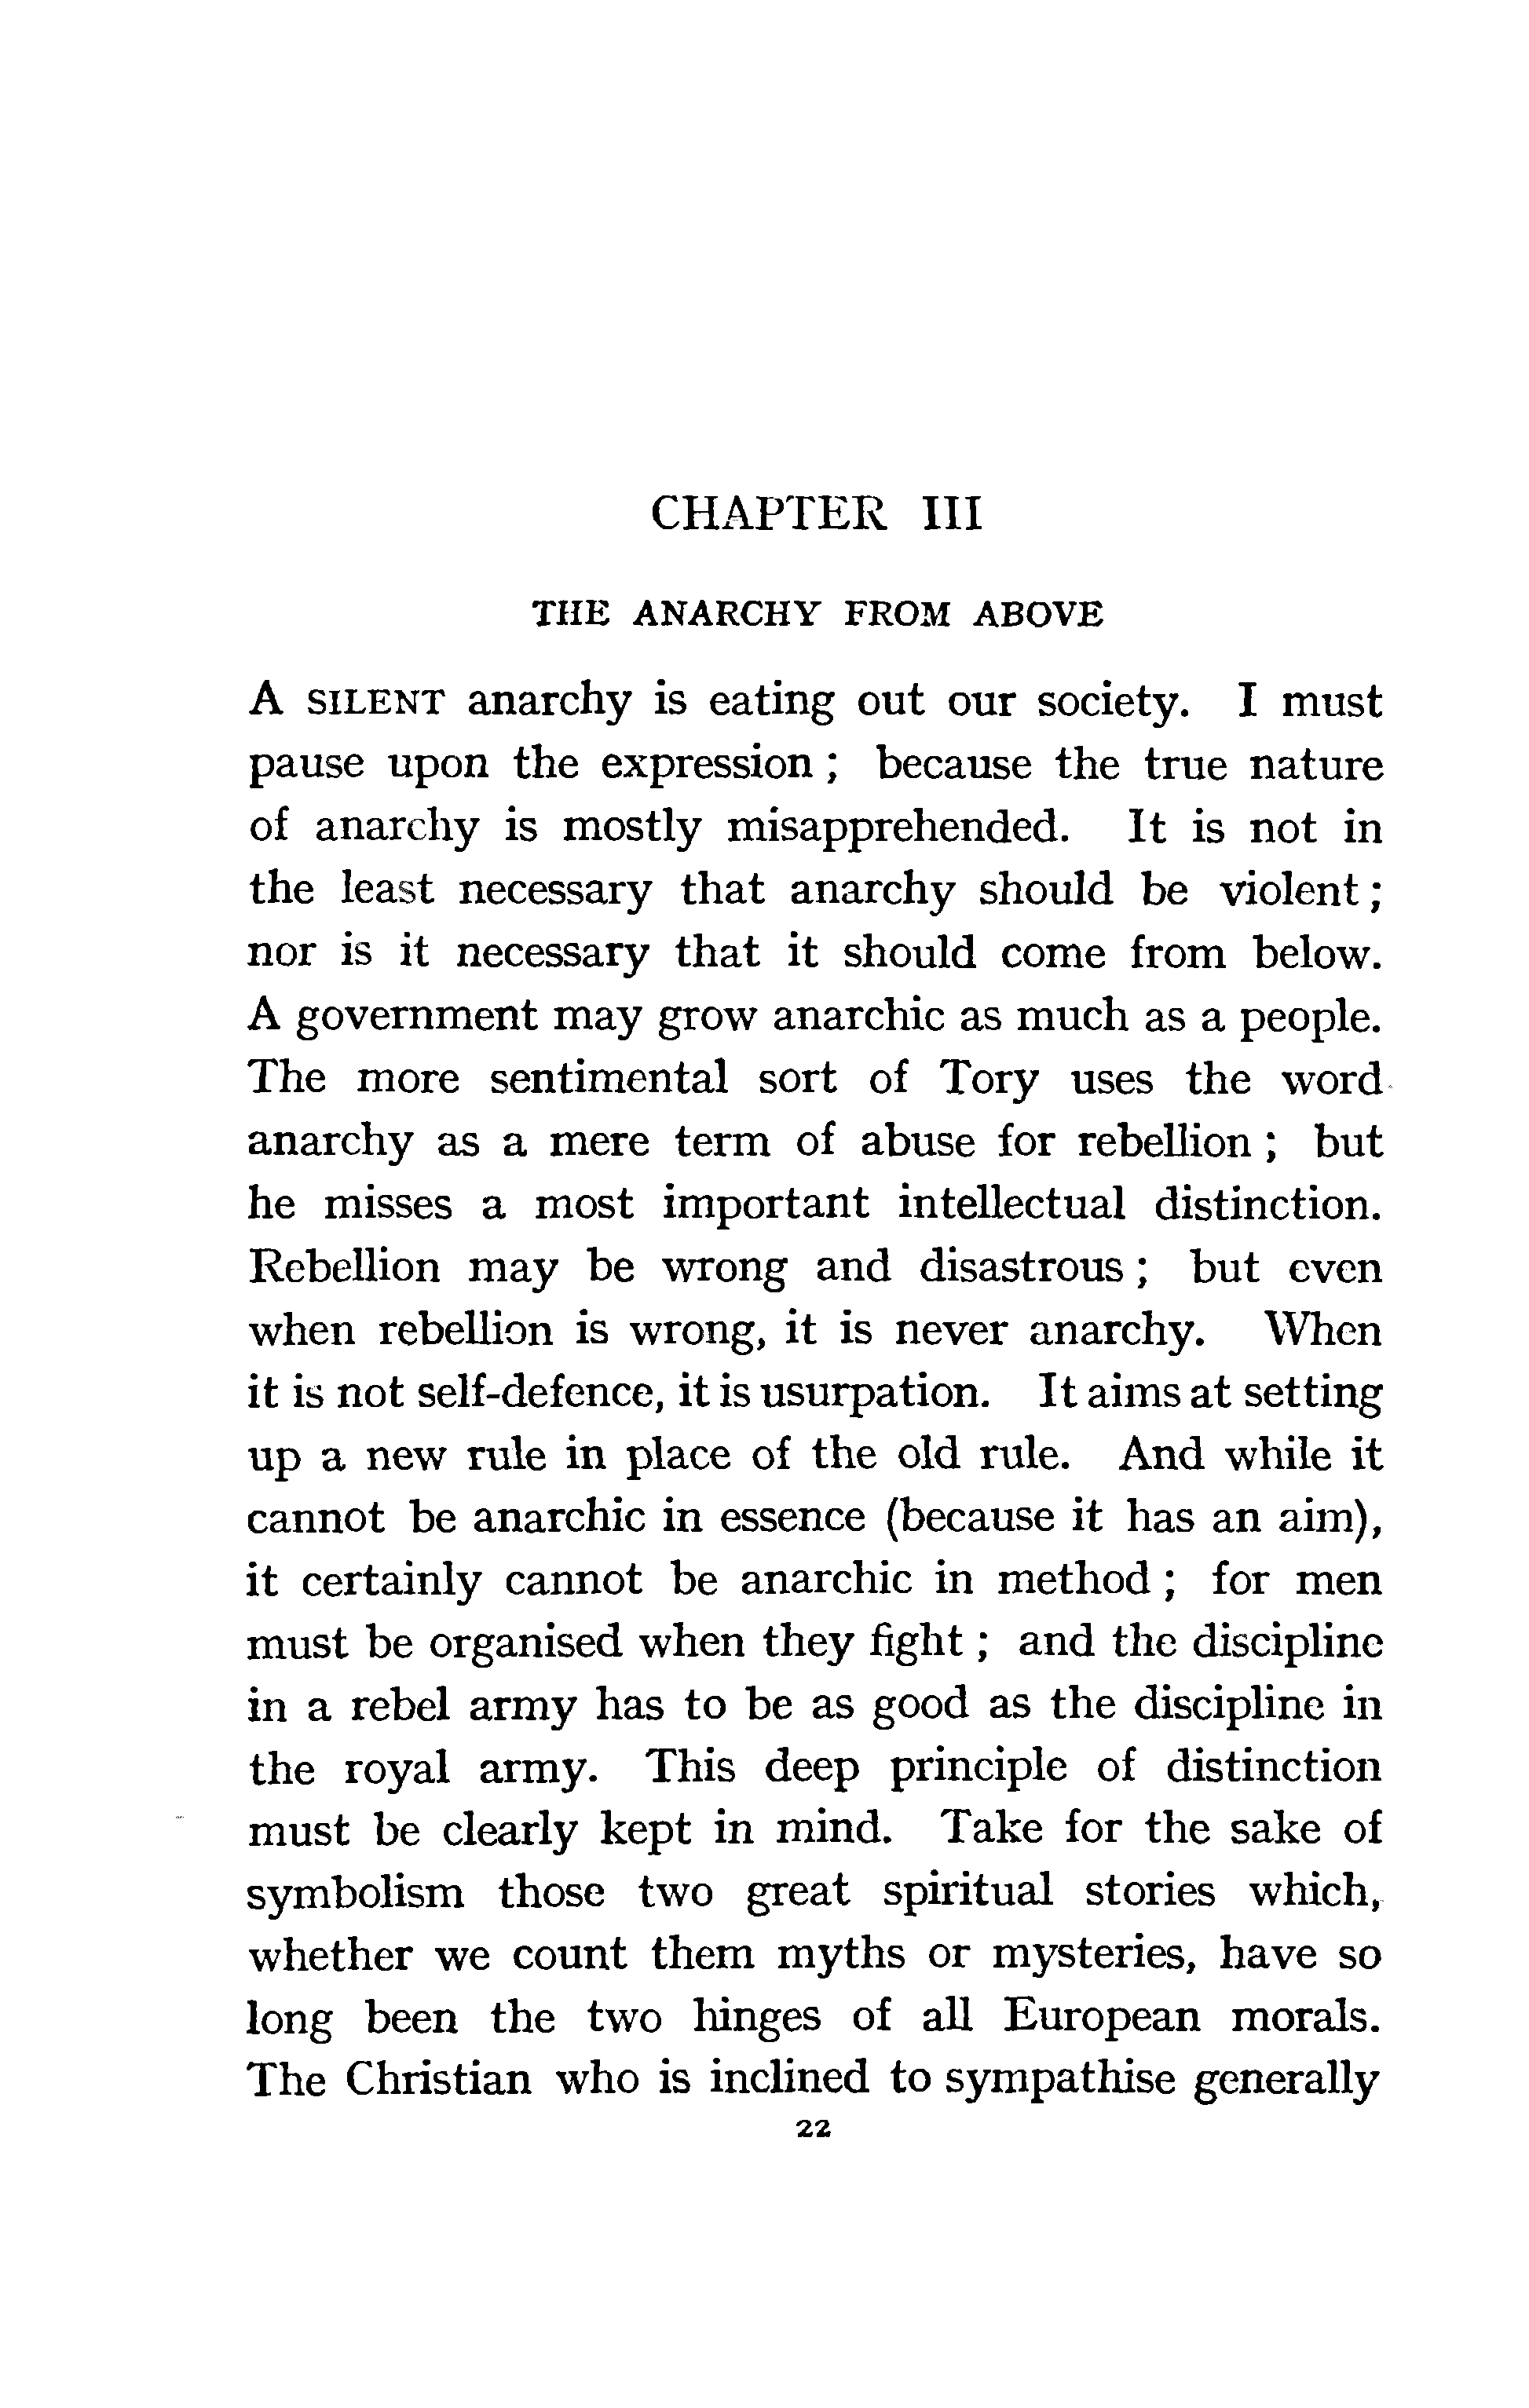 CHAPTER III
THE ANARCHY FROM ABOVE
A SILENT anarchy is eating out our society. I must
pause upon the expression ; because the true nature
of anarchy is mostly misapprehended. It is not in
the least necessary that anarchy should be violent ;
nor is it necessary that it should come from below.
A government may grow anarchic as much as a people.
The more sentimental sort of Tory uses the word
anarchy as a mere term of abuse for rebellion ; but
he misses a most important intellectual distinction.
Rebellion may be wrong and disastrous ; but even
when rebellion is wrong, it is never anarchy. When
it is not self-defence, it is usurpation. It aims at setting
up a new rule in place of the old rule. And while it
cannot be anarchic in essence (because it has an aim),
it certainly cannot be anarchic in method ; for men
must be organised when they fight ; and the discipline
in a rebel army has to be as good as the discipline in
the royal army. This deep principle of distinction
must be clearly kept in mind. Take for the sake of
symbolism those two great spiritual stories which,
whether we count them myths or mysteries, have so
long been the two hinges of all European morals.
The Christian who is inclined to sympathise generally
22